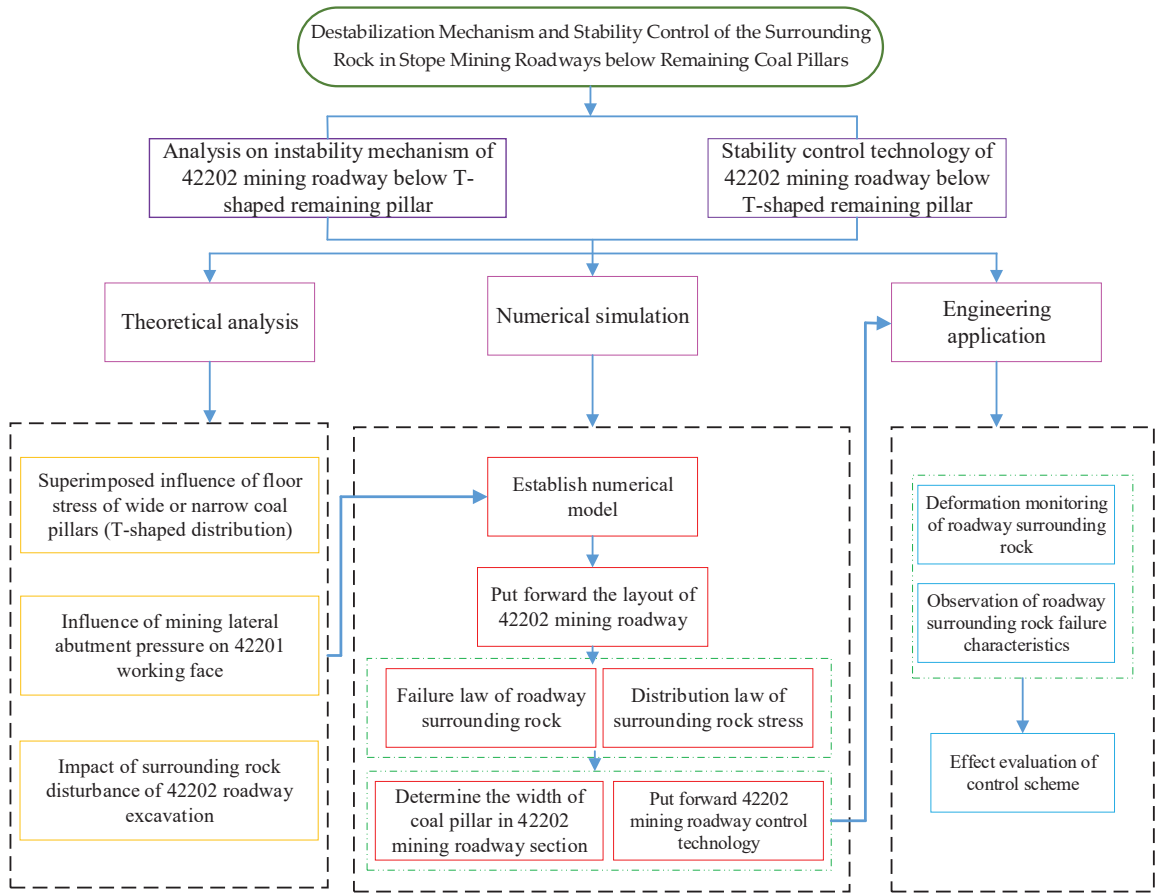 Destabilization Mechanism and Stability Control of the Surrounding
Rock in Stope Mining Roadways below Remaining Coal Pillars
Analysis on instability mechanism of
42202 mining roadway below T-
shaped remaining pillar
Stability control technology of
42202 mining roadway below
T-shaped remaining pillar
Theoretical analysis
Numerical simulation
Engineering
application
Superimposed influence of floor
stress of wide or narrow coal
pillars (T-shaped distribution)
Influence of mining lateral
abutment pressure on 42201
working face
Impact of surrounding rock
disturbance of 42202 roadway
excavation
Establish numerical
model
Put forward the layout of
42202 mining roadway
Failure law of roadway
surrounding rock
Distribution law of
surrounding rock stress
Determine the width of
coal pillar in 42202
mining roadway section
Put forward 42202
mining roadway control
technology
Deformation monitoring
of roadway surrounding
rock
Observation of roadway
surrounding rock failure
characteristics
Effect evaluation of
control scheme